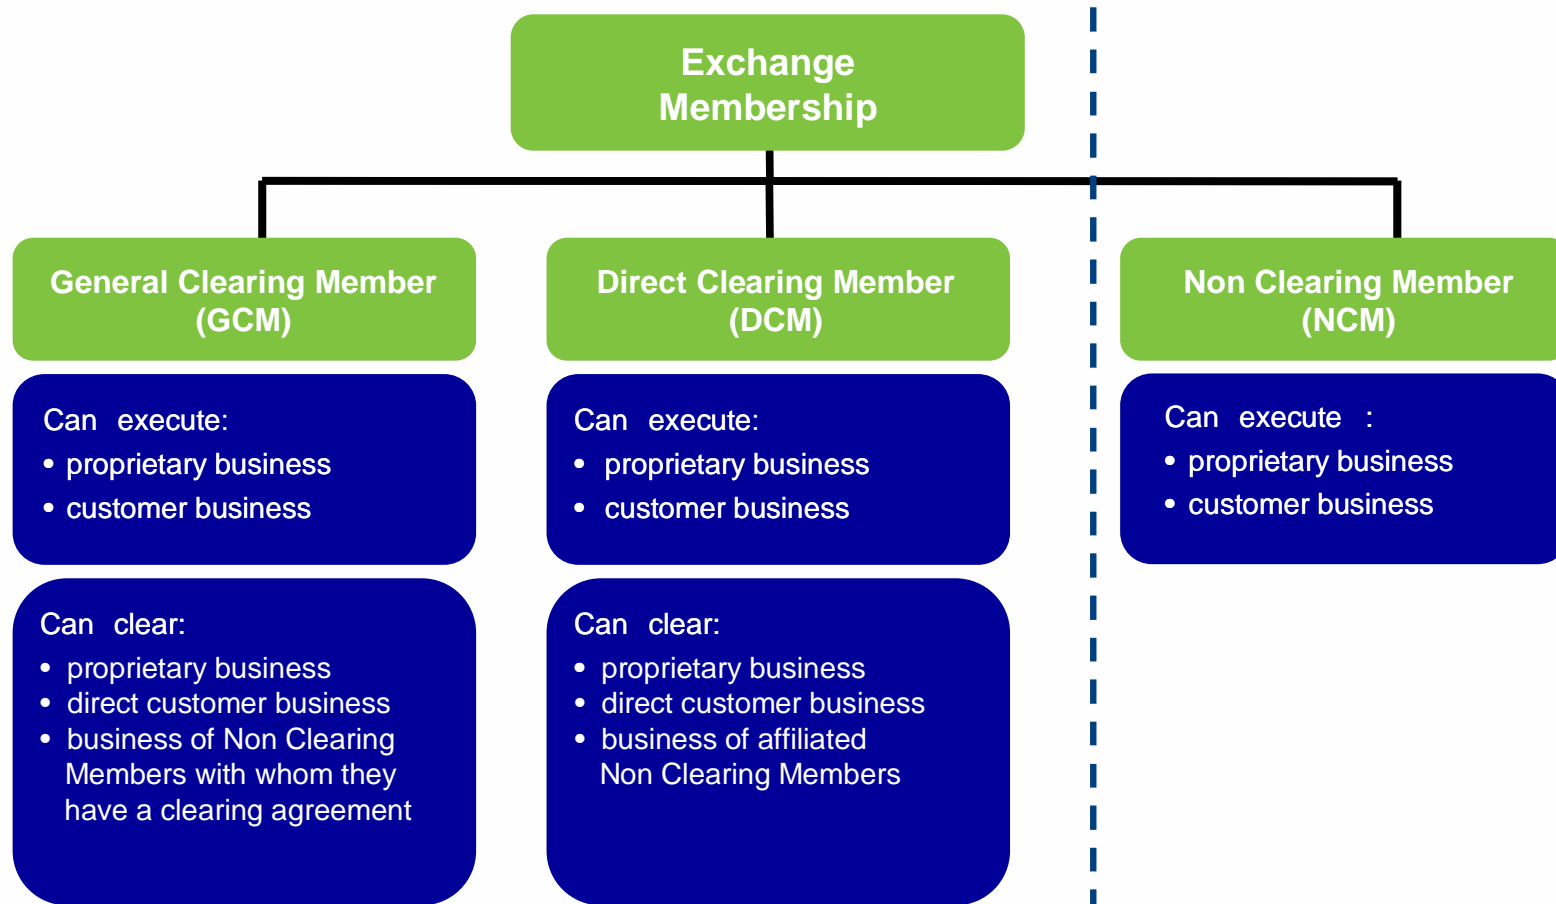 Exchange
Membership
General Clearing Member
(GCM)
Direct Clearing Member
(DCM)
Non Clearing Member
(NCM)
Can execute:
• proprietary business
• customer business
Can execute:
• proprietary business
• customer business
Can execute :
• proprietary business
• customer business
Can clear:
• proprietary business
• direct customer business
• business of Non Clearing
Members with whom they
have a clearing agreement
Can clear:
• proprietary business
• direct customer business
• business of affiliated
Non Clearing Members